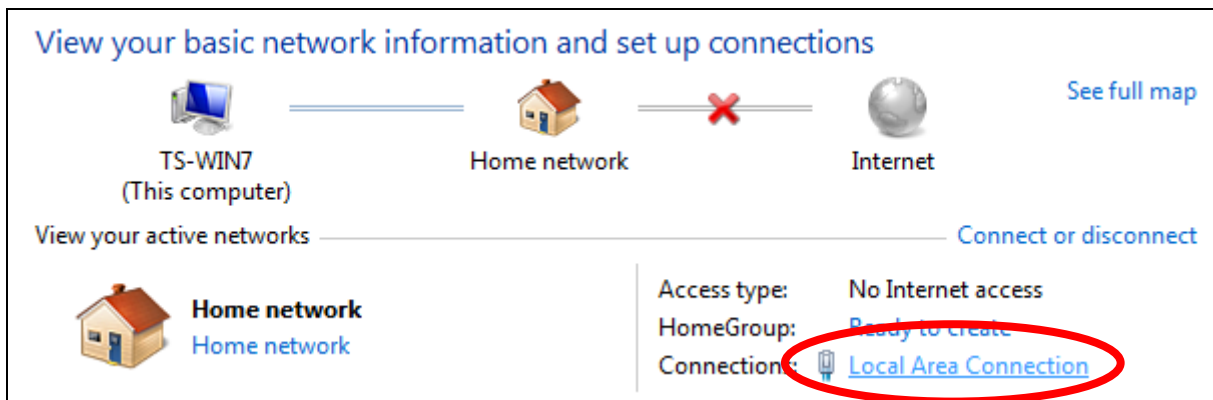 View your basic network information and set up connections
See full map
TS-WIN7
(This computer)
Home network
Internet
View your active networks
Connect or disconnect
Home network
Home network
Access type: No Internet access
HomeGroup: Ready to create
Connections: Local Area Connection